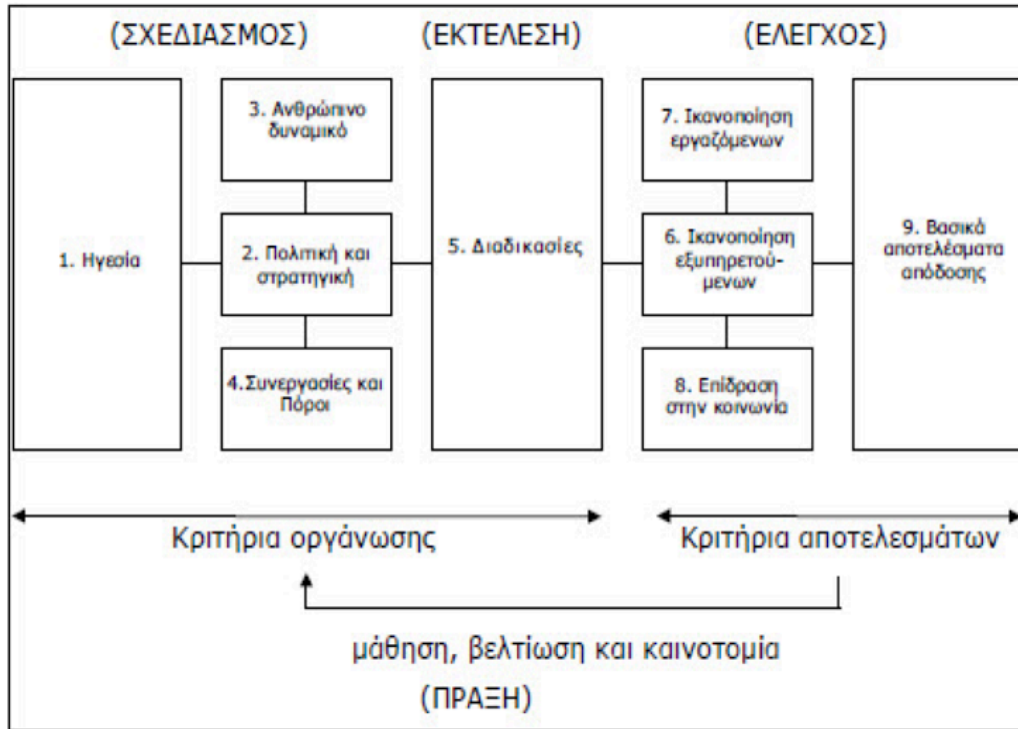 (ΣΧΕΔΙΑΣΜΟΣ)
(ΕΚΤΕΛΕΣΗ)
(ΕΛΕΓΧΟΣ)
1. Ηγεσία
3. Ανθρώπινο
δυναμικό
2. Πολιτική και
στρατηγική
4.Συνεργασίες και
Πόροι
5. Διαδικασίες
7. Ικανοποίηση
εργαζόμενων
6. Ικανοποίηση
εξυπηρετού-
μενων
8. Επίδραση
στην κοινωνία
9. Βασικά
αποτελέσματα
απόδοσης
Κριτήρια οργάνωσης
Κριτήρια αποτελεσμάτων
μάθηση, βελτίωση και καινοτομία
(ΠΡΑΞΗ)